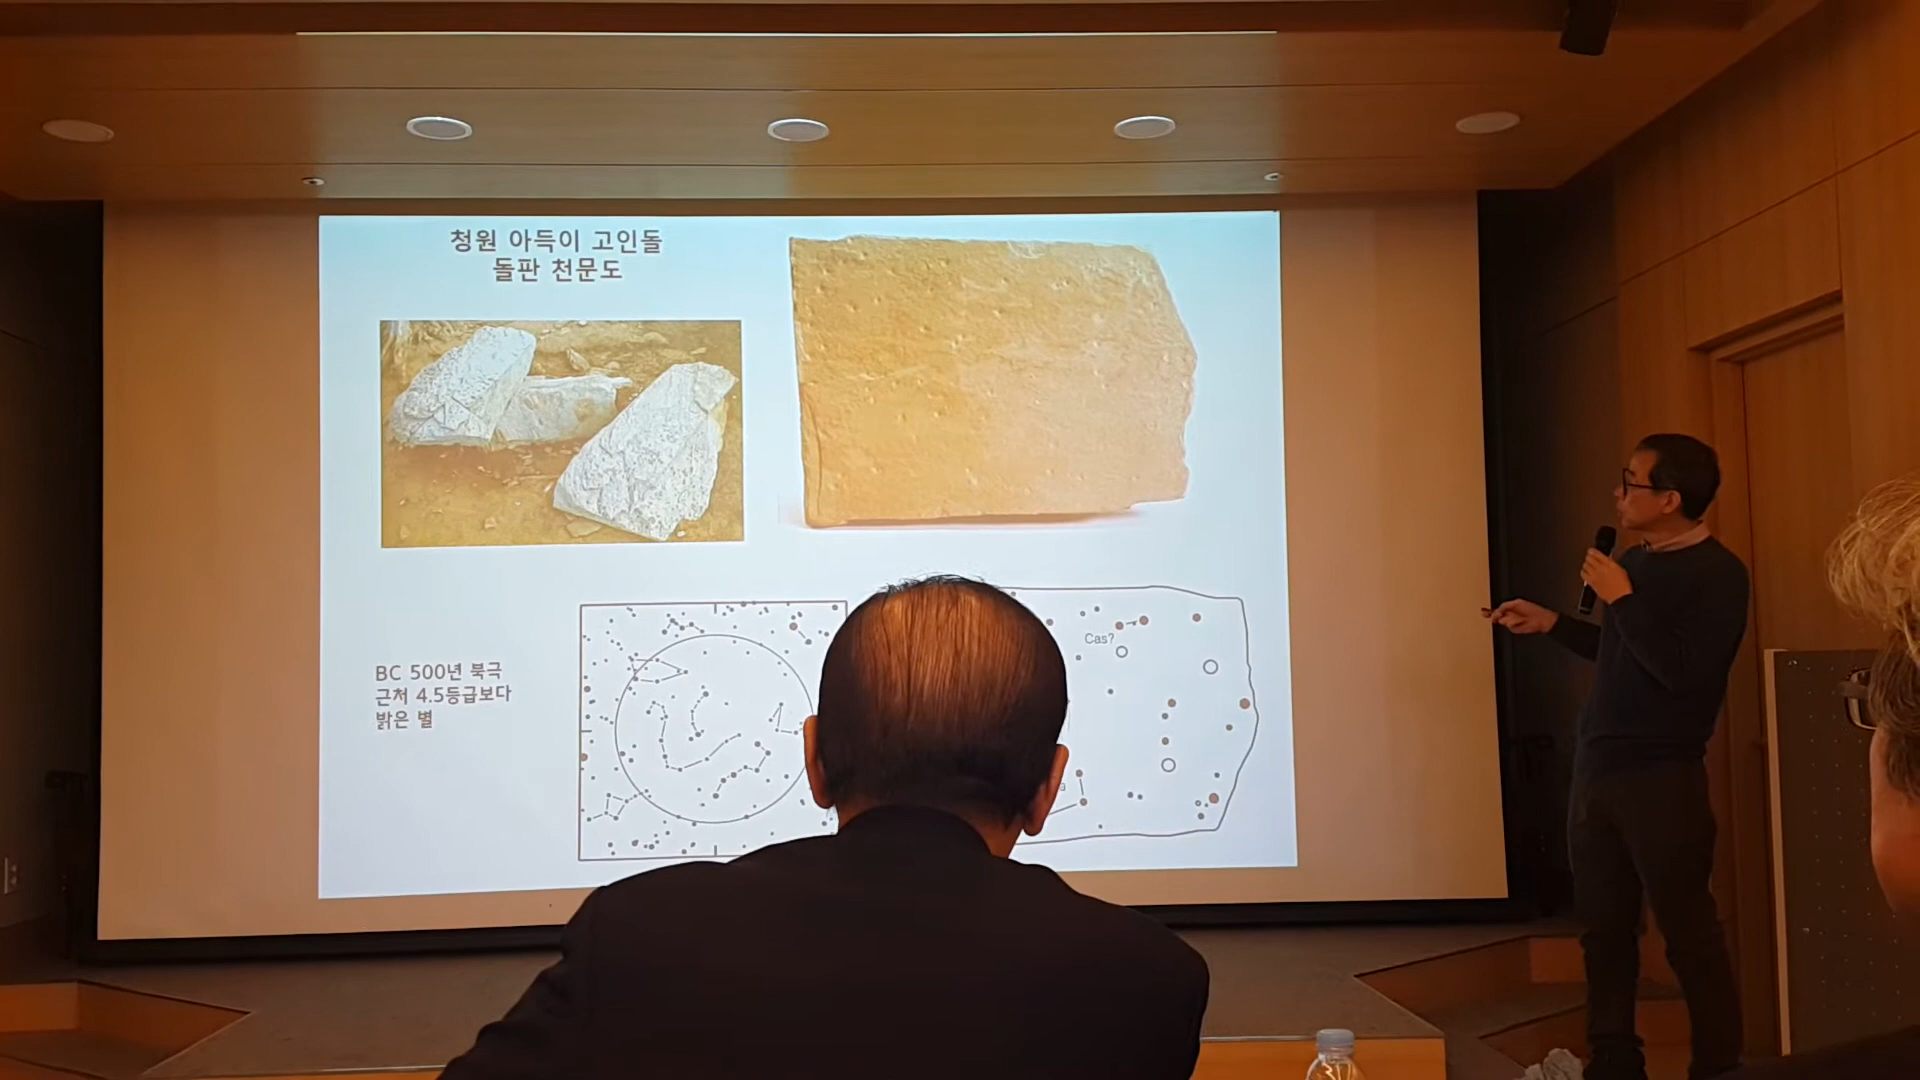 청원 아득이 고인돌
돌판 천문도
BC 500년 북극
근처 4.5등급보다
밝은 별
Cas?